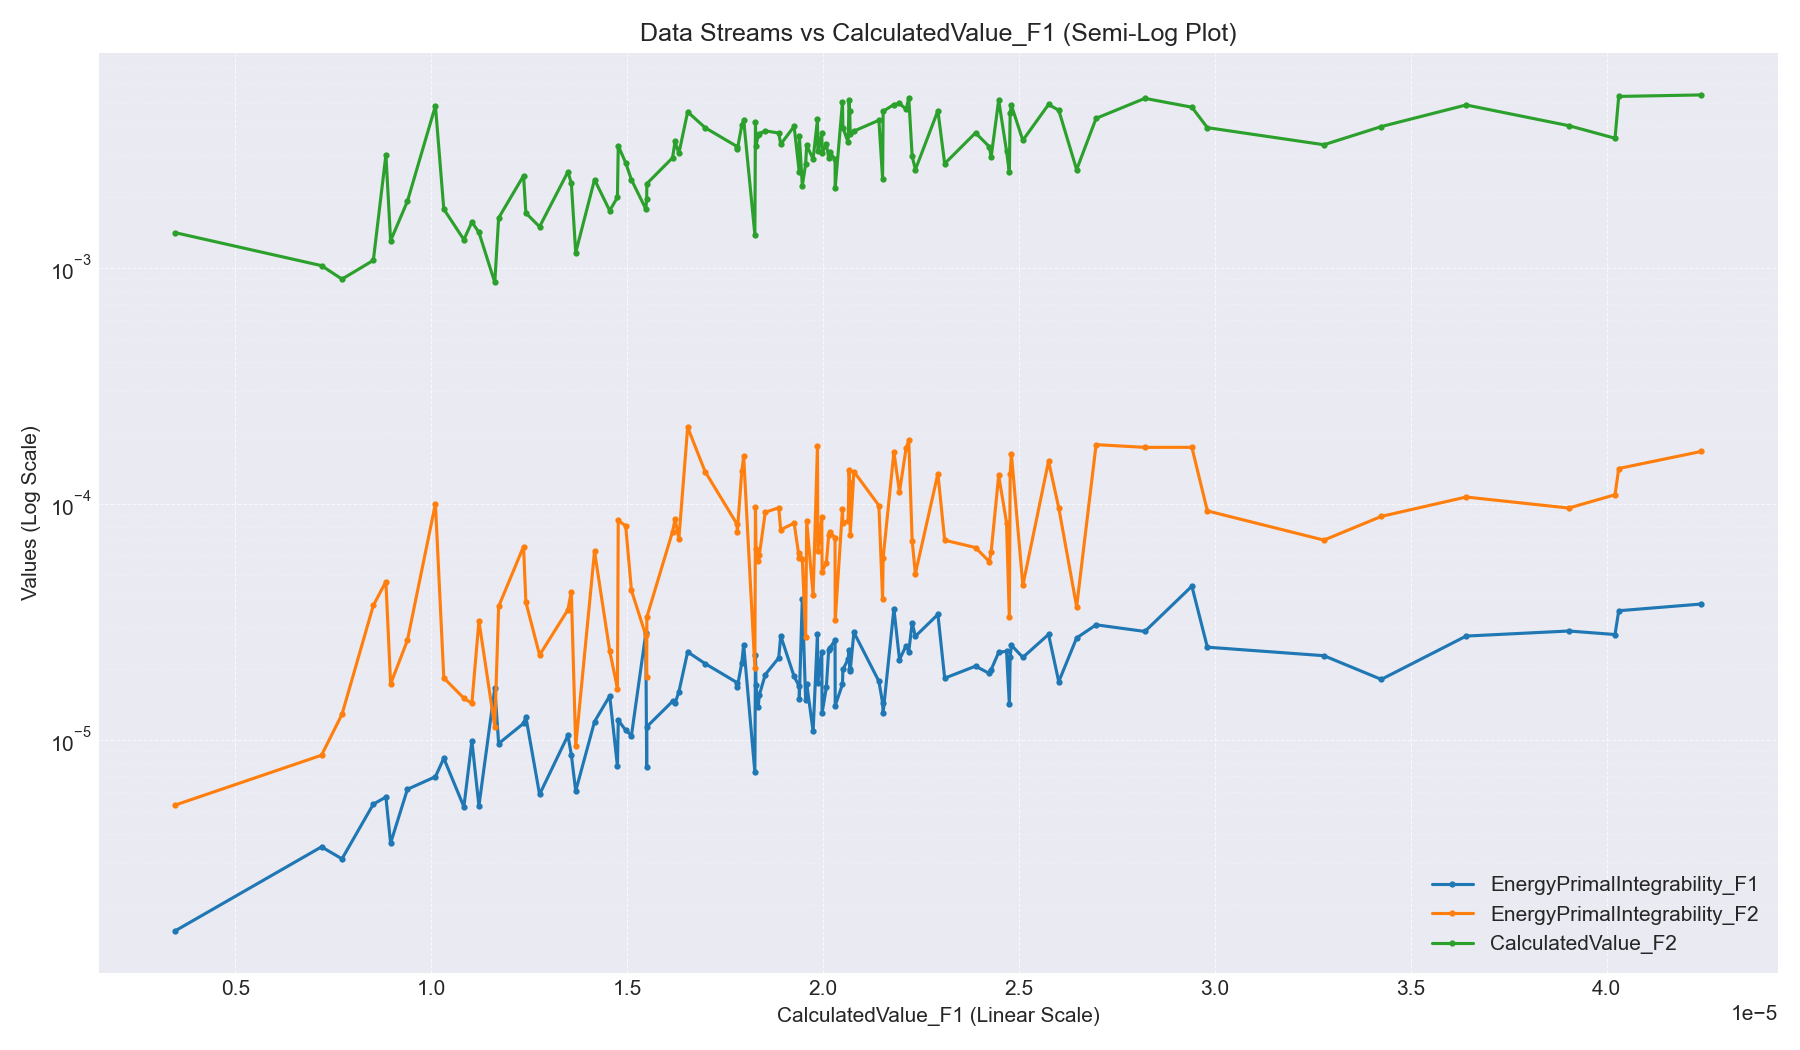 Data Streams vs CalculatedValue_F1 (Semi-Log Plot)
Values (Log Scale)
10⁻³
10⁻⁴
10⁻⁵
EnergyPrimalIntegrability_F1
EnergyPrimalIntegrability_F2
CalculatedValue_F2
0.5 1.0 1.5 2.0 2.5 3.0 3.5 4.0
1e−5
CalculatedValue_F1 (Linear Scale)